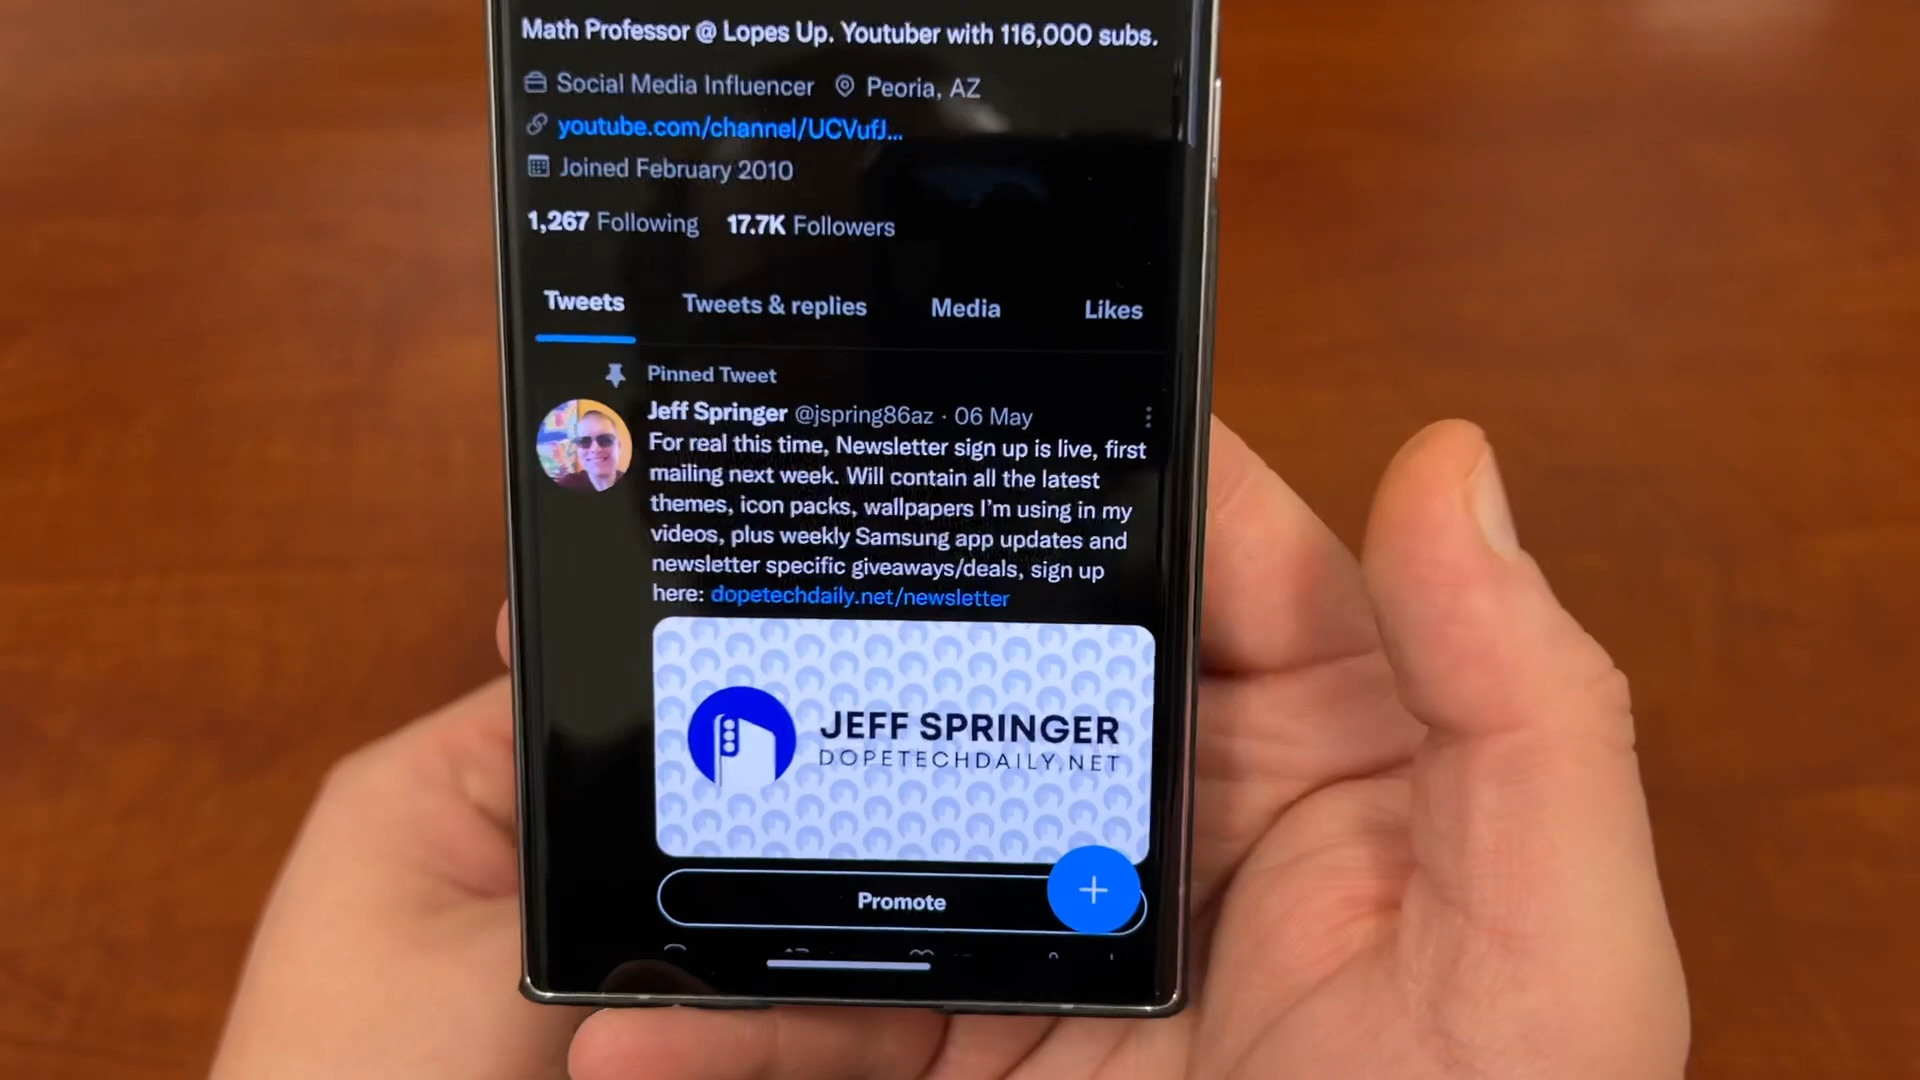 Math Professor @ Lopes Up. Youtuber with 116,000 subs.
Social Media Influencer Peoria, AZ
youtube.com/channel/UCVufJ...
Joined February 2010
1,267 Following 17.7K Followers
Tweets Tweets & replies Media Likes
Pinned Tweet
Jeff Springer @jspring86az · 06 May
For real this time, Newsletter sign up is live, first
mailing next week. Will contain all the latest
themes, icon packs, wallpapers I'm using in my
videos, plus weekly Samsung app updates and
newsletter specific giveaways/deals, sign up
here: dopetechdaily.net/newsletter
JEFF SPRINGER
DOPETECHDAILY.NET
Promote